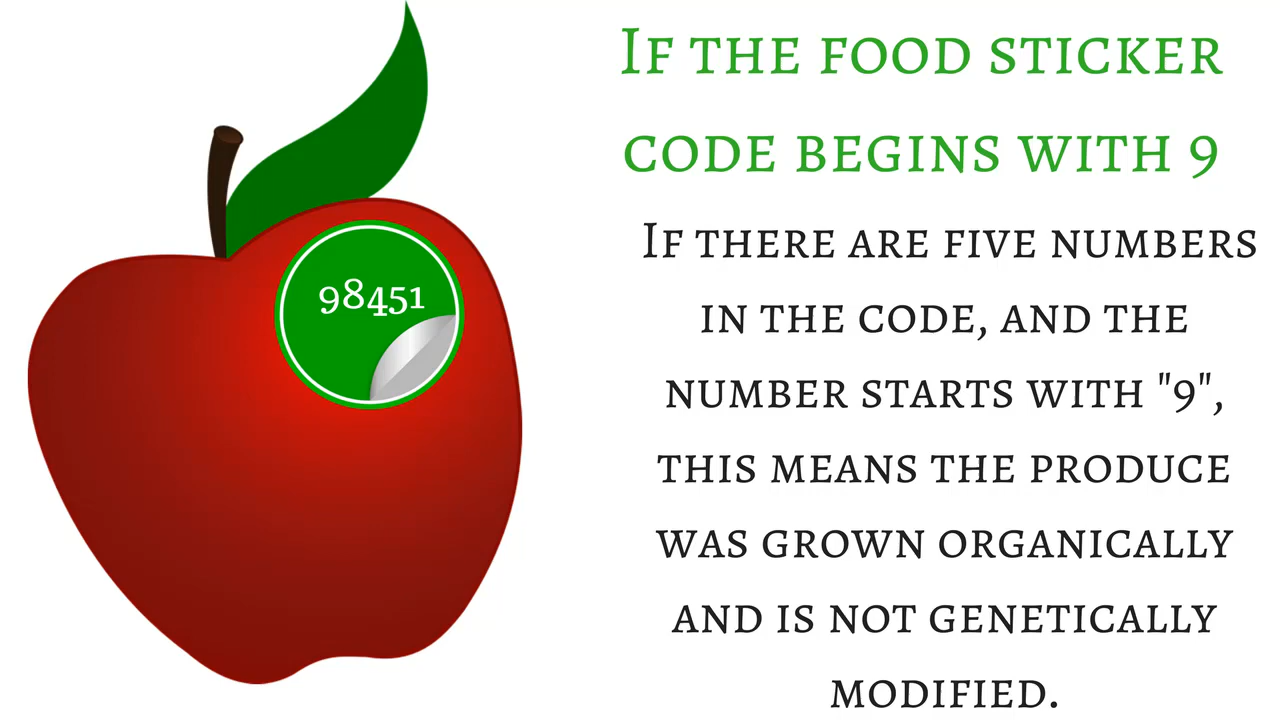 If the food sticker
code begins with 9
98451
If there are five numbers
in the code, and the
number starts with "9",
this means the produce
was grown organically
and is not genetically
modified.